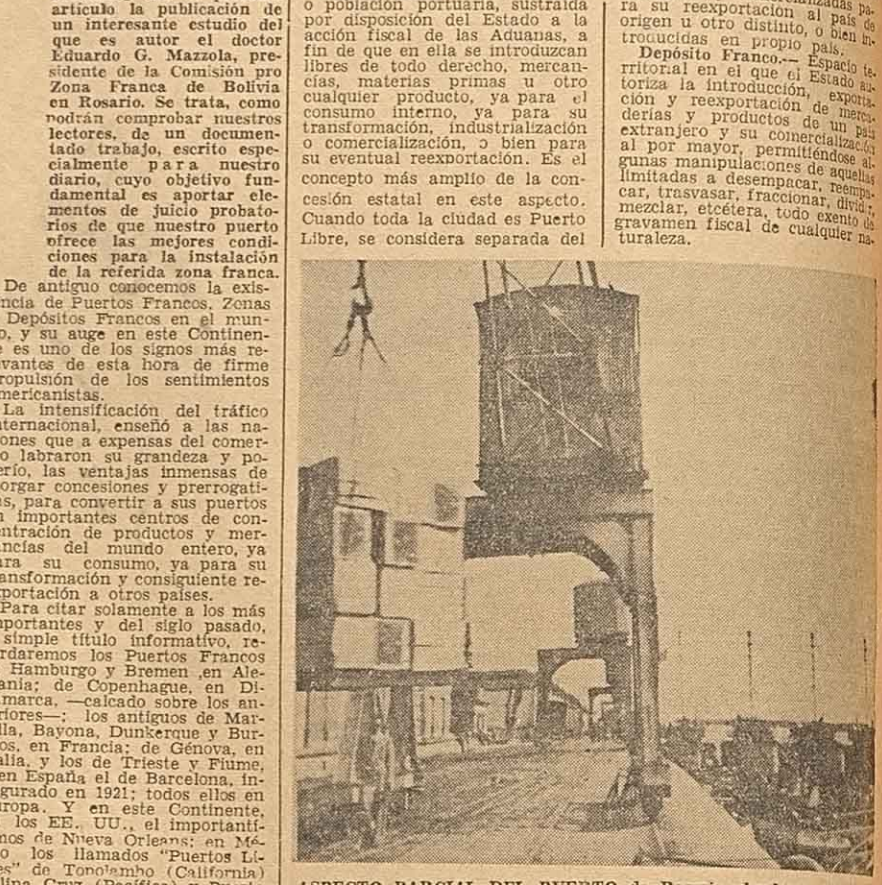 artículo la publicación de
un interesante estudio del
que es autor el doctor
Eduardo G. Mazzola, pre-
sidente de la Comisión pro
Zona Franca de Bolivia
en Rosario. Se trata, como
podrán comprobar nuestros
lectores, de un documen-
tado trabajo, escrito espe-
cialmente para nuestro
diario, cuyo objetivo fun-
damental es aportar ele-
mentos de juicio probato-
rios de que nuestro puerto
ofrece las mejores condi-
ciones para la instalación
de la referida zona franca.
De antiguo conocemos la exis-
ncia de Puertos Francos, Zonas
Depósitos Francos en el mun-
o, y su auge en este Continen-
e es uno de los signos más re-
vantes de esta hora de firme
ropulsión de los sentimientos
mericanistas.
La intensificación del tráfico
nternacional, enseñó a las na-
ones que a expensas del comer-
o labraron su grandeza y po-
erío, las ventajas inmensas de
orgar concesiones y prerrogati-
s, para convertir a sus puertos
n importantes centros de con-
entración de productos y mer-
ncías del mundo entero, ya
ara su consumo, ya para su
ansformación y consiguiente re-
portación a otros países.
Para citar solamente a los más
portantes y del siglo pasado,
simple título informativo, re-
rdaremos los Puertos Francos
Hamburgo y Bremen ,en Ale-
ania; de Copenhague, en Di-
marca, —calcado sobre los an-
riores—; los antiguos de Mar-
lla, Bayona, Dunkerque y Bur-
os, en Francia; de Génova, en
alia, y los de Trieste y Fiume,
en España el de Barcelona, in-
gurado en 1921; todos ellos en
uropa. Y en este Continente,
los EE. UU., el importantí-
mos de Nueva Orleans; en Mé-
o los llamados "Puertos Li-
es" de Topolambo (California)
lina Cruz (Pacífico)
o población portuaria, sustraída
por disposición del Estado a la
acción fiscal de las Aduanas, a
fin de que en ella se introduzcan
libres de todo derecho, mercan-
cías, materias primas u otro
cualquier producto, ya para el
consumo interno, ya para su
transformación, industrialización
o comercialización, o bien para
su eventual reexportación. Es el
concepto más amplio de la con-
cesión estatal en este aspecto.
Cuando toda la ciudad es Puerto
Libre, se considera separada del
pa-
ra su reexportación al país de
origen u otro distinto, o bien in-
troducidas en propio país.
Depósito Franco.— Espacio te-
rritorial en el que el Estado au-
toriza la introducción, exporta-
ción y reexportación de merca-
derías y productos de un país
extranjero y su comercialización
al por mayor, permitiéndose al-
gunas manipulaciones de aquellas
limitadas a desempacar, reempa-
car, trasvasar, fraccionar, dividir,
mezclar, etcétera, todo exento de
gravamen fiscal de cualquier na-
turaleza.
ASPECTO PARCIAL DEL PUERTO de